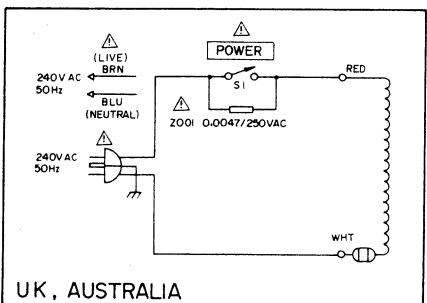 (LIVE)
BRN
240V AC
50Hz
BLU
(NEUTRAL)
POWER
S1
RED
Z001 0.0047/250VAC
240V AC
50Hz
WHT
UK, AUSTRALIA